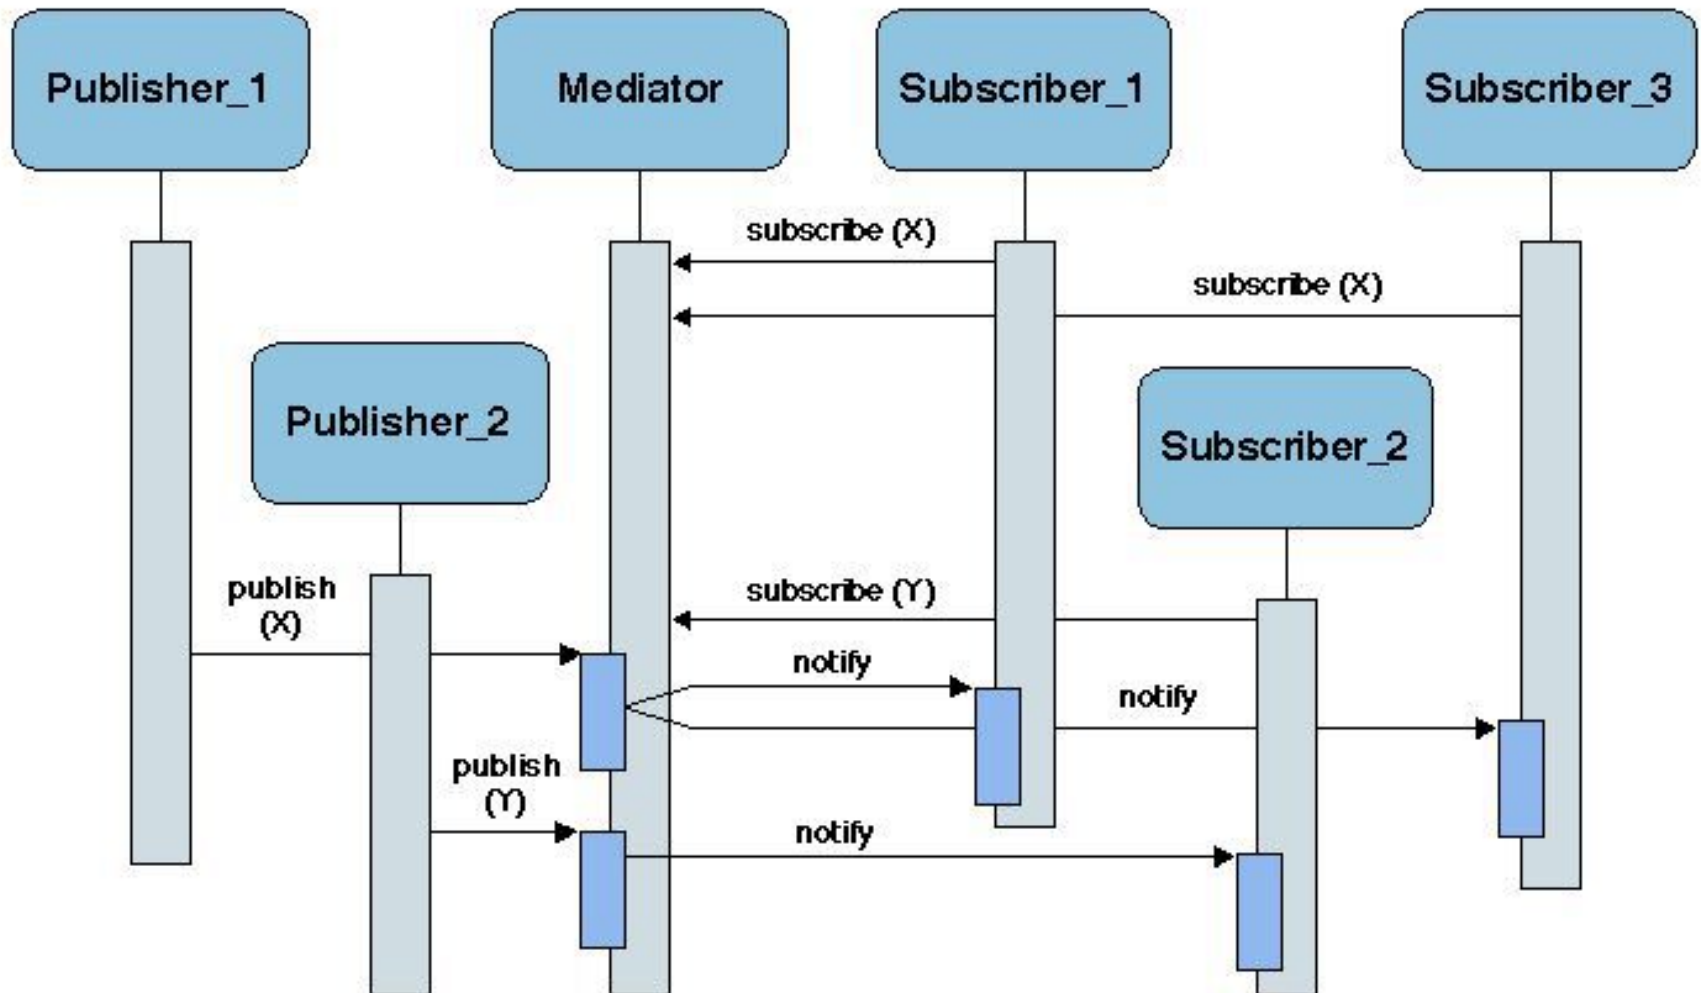 Publisher_1
Mediator
Subscriber_1
Subscriber_3
subscribe (X)
subscribe (X)
Publisher_2
Subscriber_2
publish
(X)
subscribe (Y)
notify
notify
publish
(Y)
notify